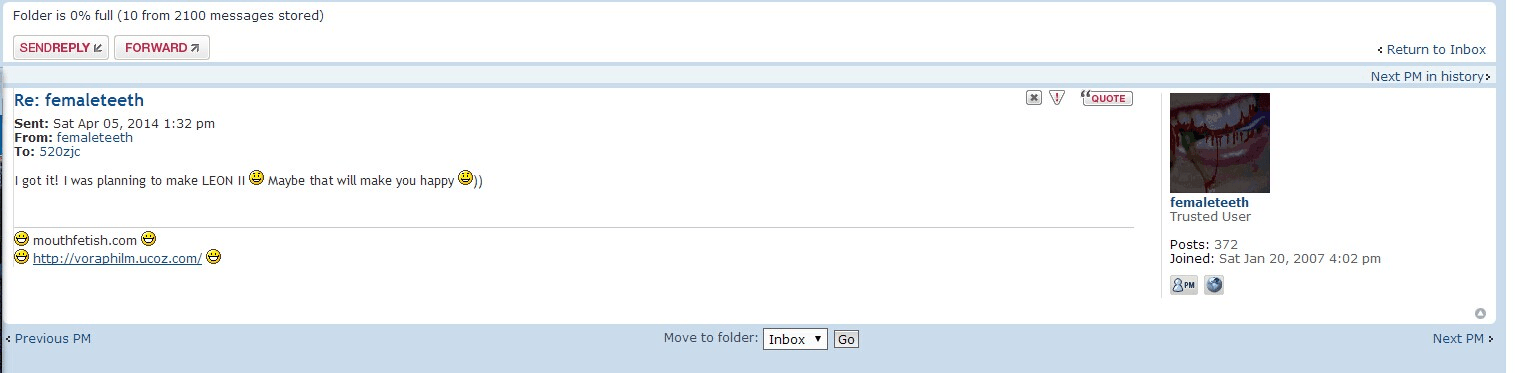 Folder is 0% full (10 from 2100 messages stored)
SENDREPLY FORWARD
Return to Inbox
Next PM in history
Re: femaleteeth
QUOTE
Sent: Sat Apr 05, 2014 1:32 pm
From: femaleteeth
To: 520zjc
I got it! I was planning to make LEON II Maybe that will make you happy ))
mouthfetish.com
http://voraphilm.ucoz.com/
femaleteeth
Trusted User
Posts: 372
Joined: Sat Jan 20, 2007 4:02 pm
PM
Previous PM
Move to folder: Inbox Go
Next PM